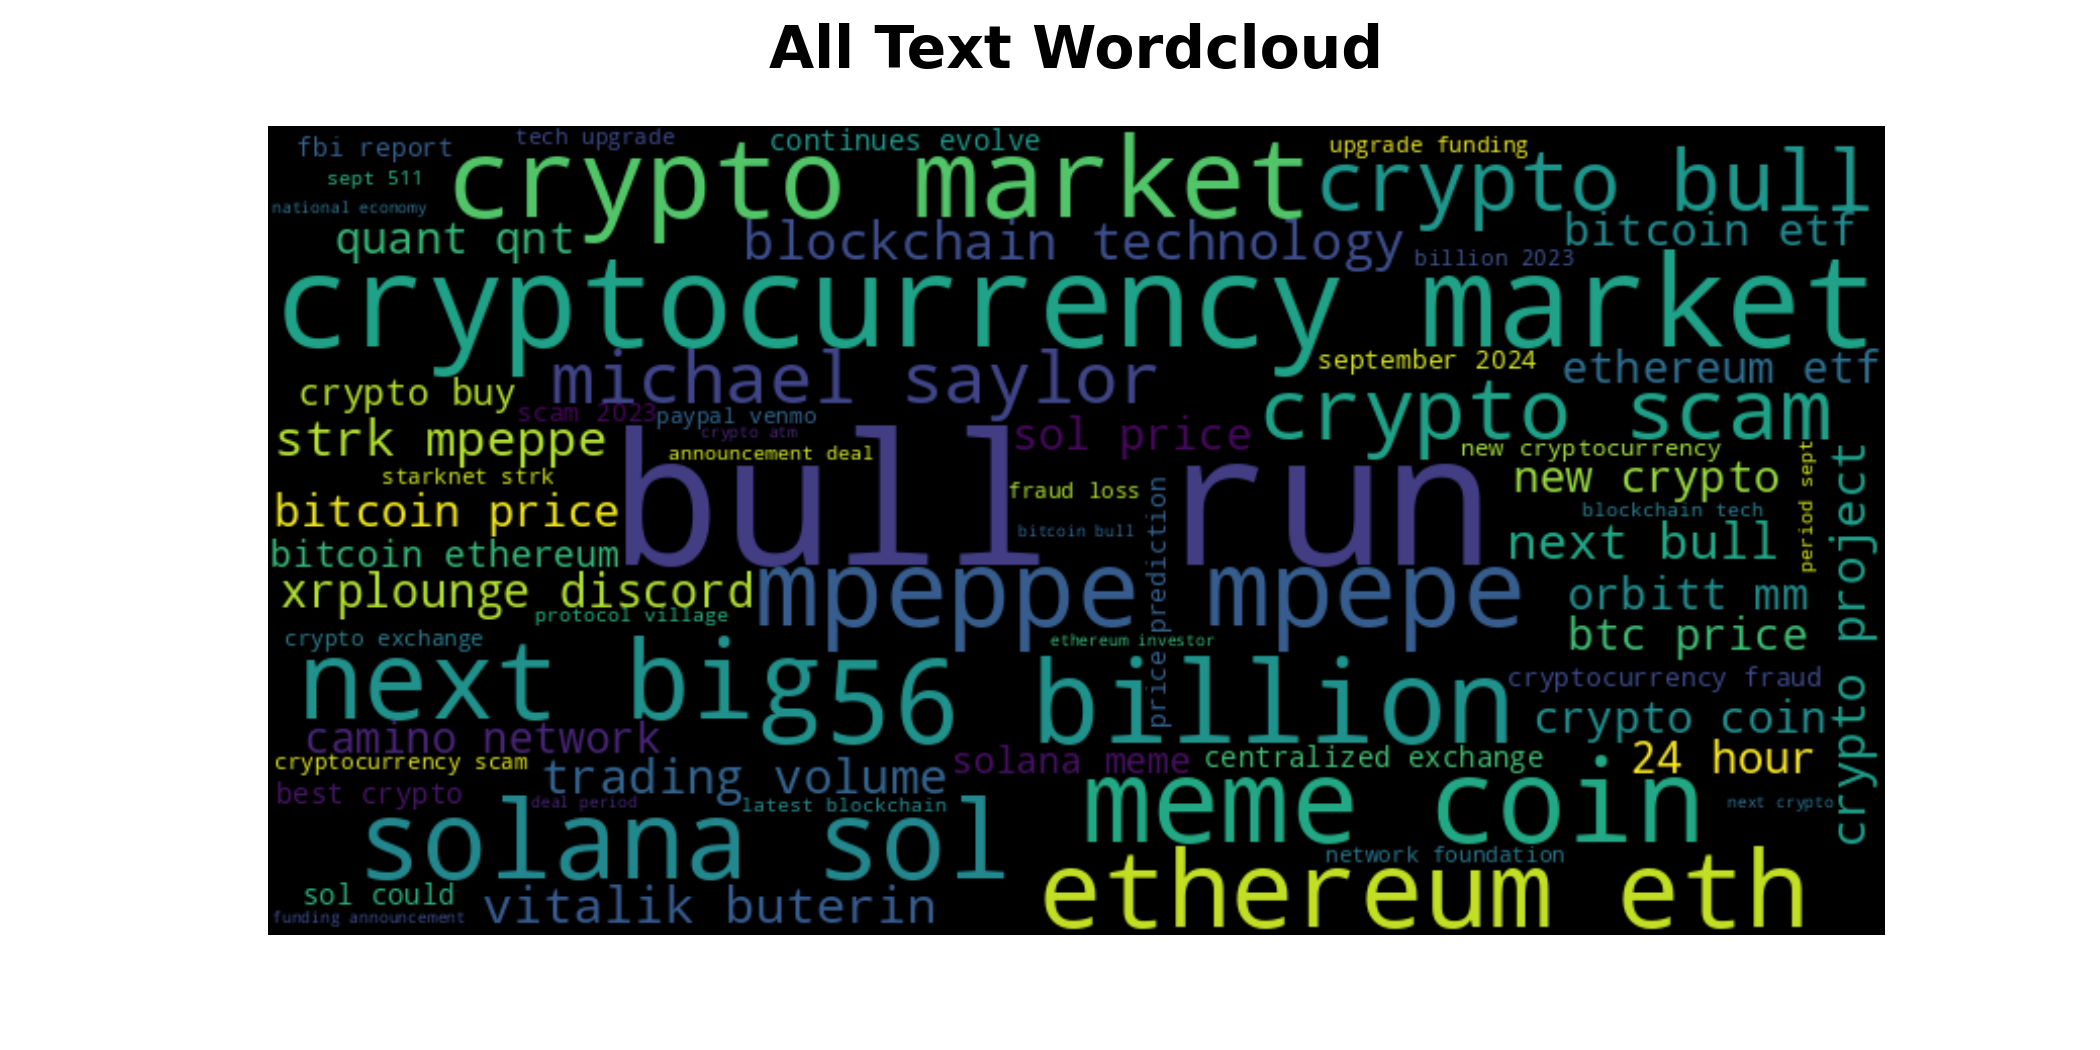 All Text Wordcloud
fbi report
tech upgrade
continues evolve
upgrade funding
sept 511
crypto market
crypto bull
national economy
quant qnt
blockchain technology
bitcoin etf
billion 2023
cryptocurrency market
september 2024
ethereum etf
michael saylor
crypto buy
scam 2023
paypal venmo
crypto scam
crypto atm
sol price
strk mpeppe
announcement deal
new cryptocurrency
period sept
crypto project
starknet strk
bull run
fraud loss
new crypto
bitcoin price
bitcoin bull
price prediction
blockchain tech
bitcoin ethereum
next bull
xrplounge discord
mpeppe mpepe
orbitt mm
protocol village
crypto exchange
ethereum investor
btc price
next big
56 billion
cryptocurrency fraud
crypto coin
camino network
cryptocurrency scam
trading volume
solana meme
centralized exchange
24 hour
best crypto
deal period
latest blockchain
meme coin
next crypto
solana sol
network foundation
sol could
vitalik buterin
ethereum eth
funding announcement